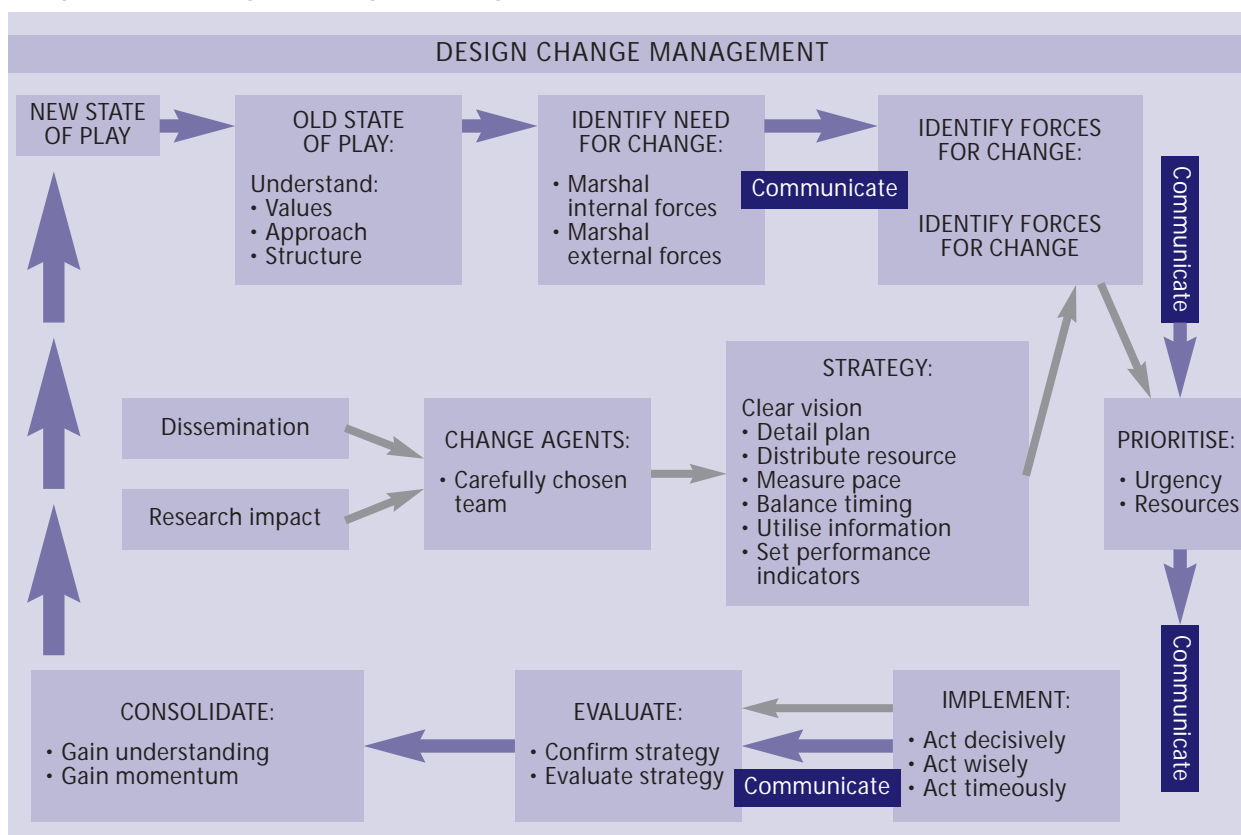 DESIGN CHANGE MANAGEMENT
NEW STATE
OF PLAY
OLD STATE
OF PLAY:
Understand:
• Values
• Approach
• Structure
IDENTIFY NEED
FOR CHANGE:
• Marshal
internal forces
• Marshal
external forces
Communicate
IDENTIFY FORCES
FOR CHANGE:
IDENTIFY FORCES
FOR CHANGE
Communicate
Dissemination
Research impact
CHANGE AGENTS:
• Carefully chosen
team
STRATEGY:
Clear vision
• Detail plan
• Distribute resource
• Measure pace
• Balance timing
• Utilise information
• Set performance
indicators
PRIORITISE:
• Urgency
• Resources
Communicate
CONSOLIDATE:
• Gain understanding
• Gain momentum
EVALUATE:
• Confirm strategy
• Evaluate strategy
Communicate
IMPLEMENT:
• Act decisively
• Act wisely
• Act timeously